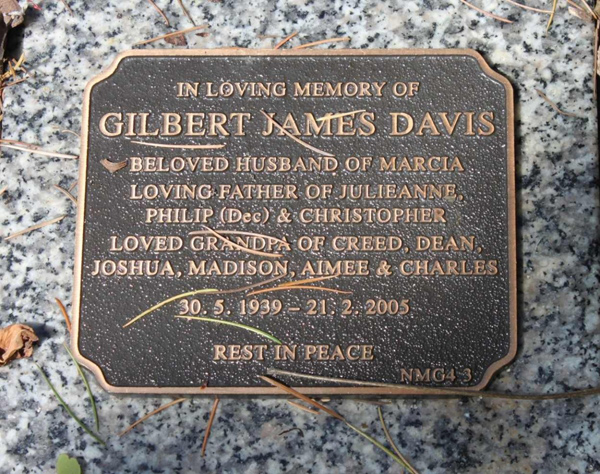 IN LOVING MEMORY OF
GILBERT JAMES DAVIS
BELOVED HUSBAND OF MARCIA
LOVING FATHER OF JULIEANNE,
PHILIP (Dec) & CHRISTOPHER
LOVED GRANDPA OF CREED, DEAN,
JOSHUA, MADISON, AIMEE & CHARLES
30. 5. 1939 – 21. 2. 2005
REST IN PEACE
NMG4 3